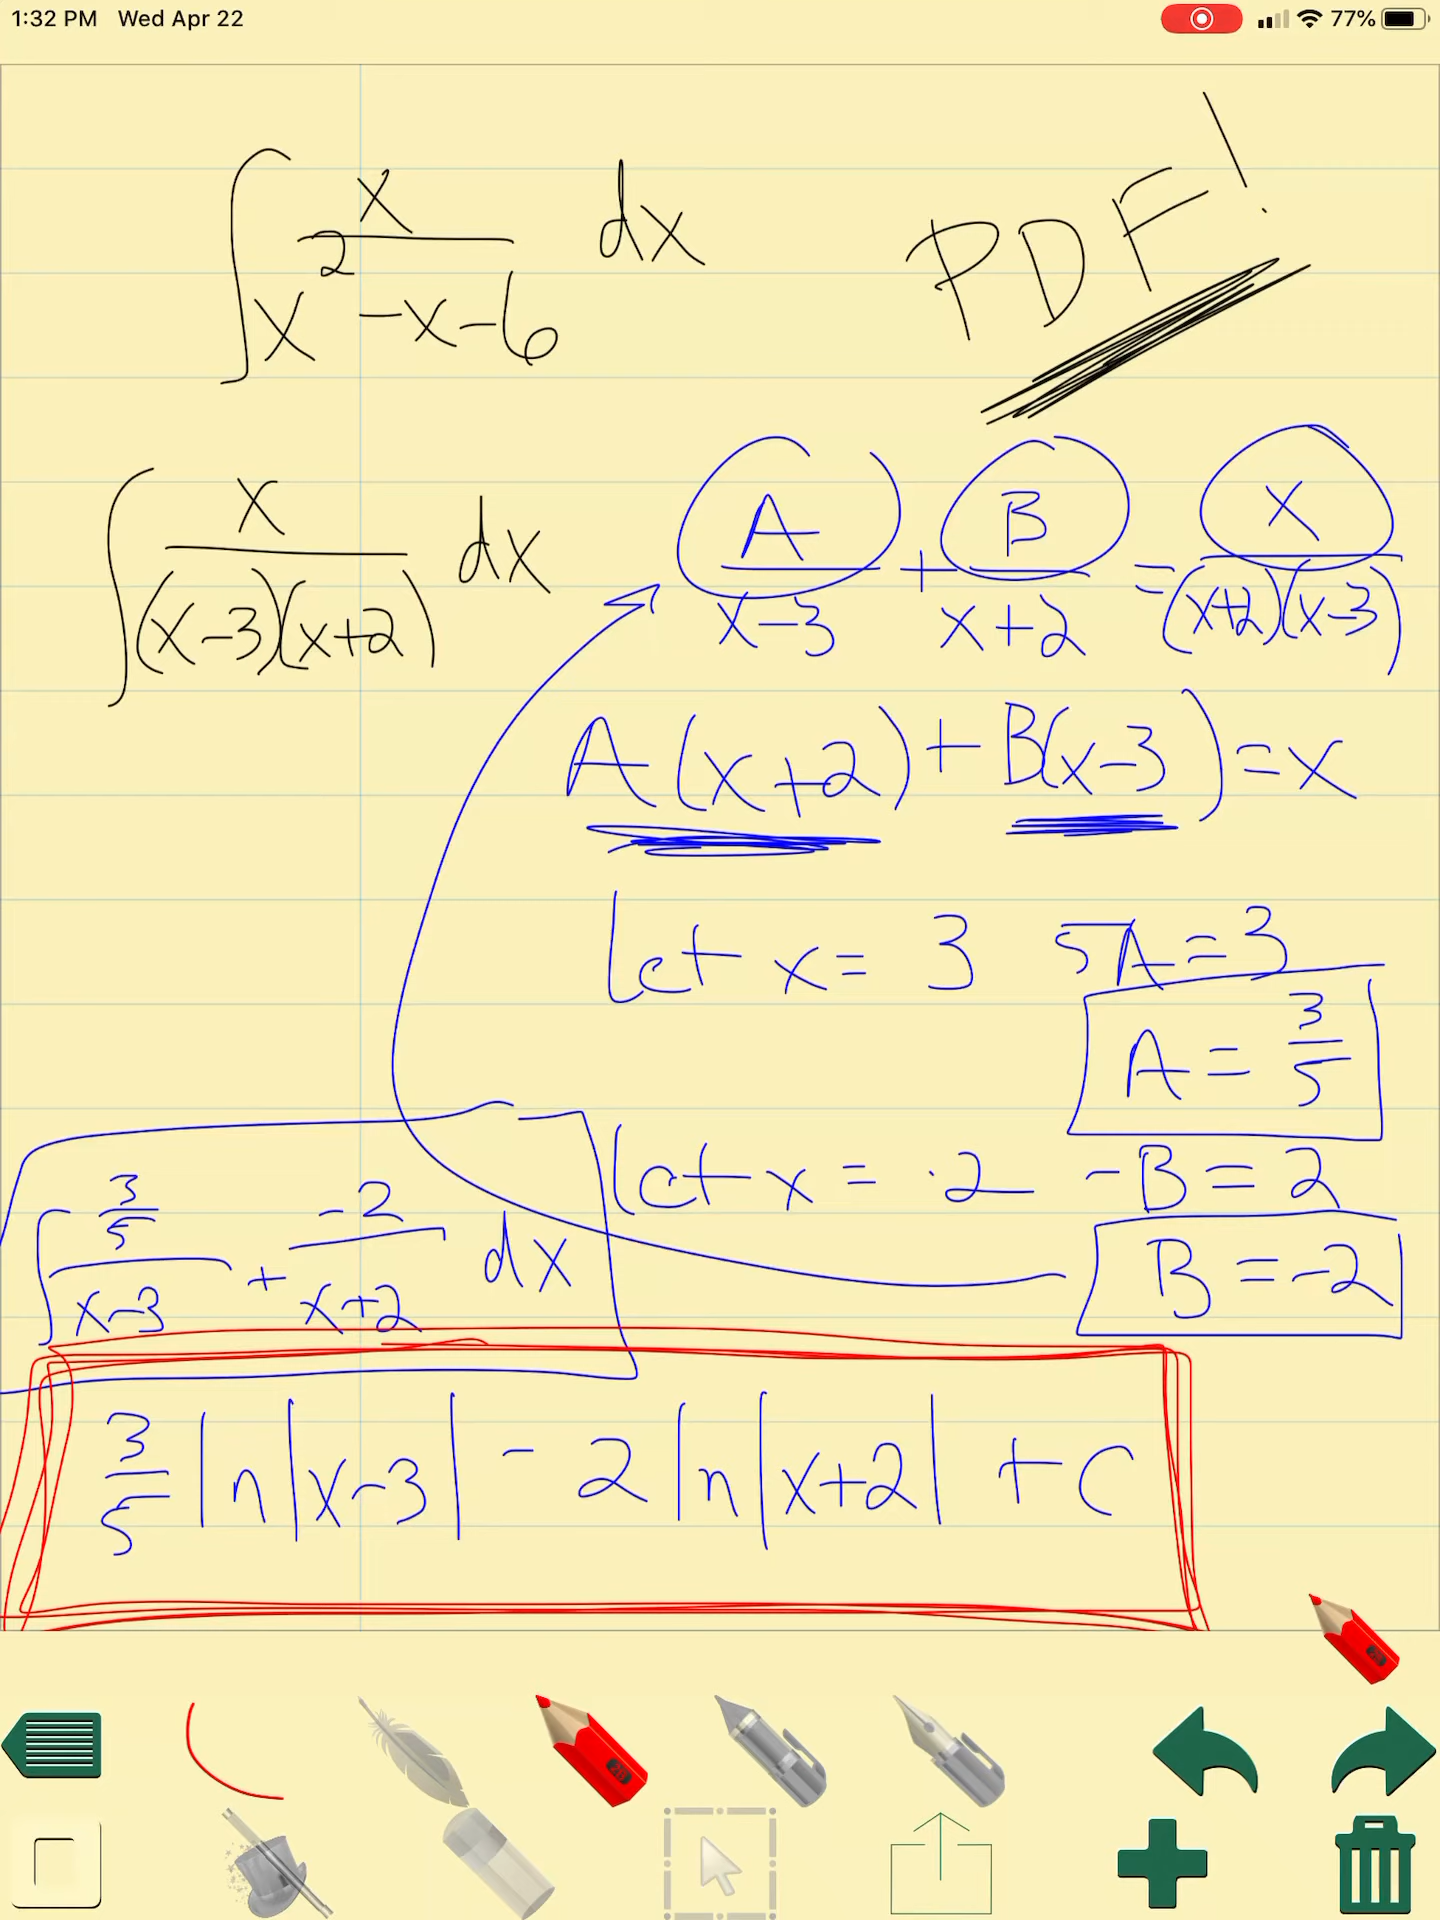 1:32 PM Wed Apr 22
77%
∫ x / (x² - x - 6) dx
PDF!
∫ x / ((x-3)(x+2)) dx
A / (x-3) + B / (x+2) = x / ((x+2)(x-3))
A(x+2) + B(x-3) = x
let x = 3 5A = 3
A = 3/5
let x = -2 -B = 2
B = -2
∫ (3/5) / (x-3) + (-2) / (x+2) dx
3/5 ln|x-3| - 2 ln|x+2| + C